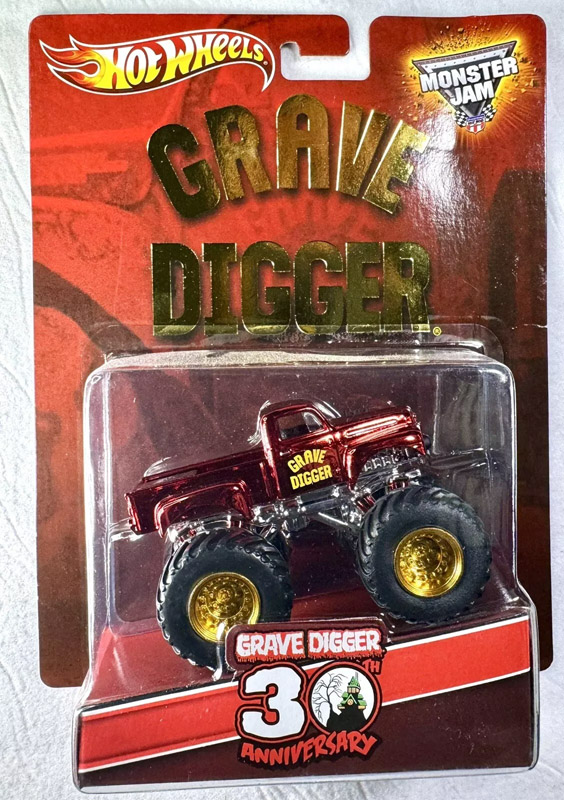 HOT WHEELS
MONSTER
JAM
GRAVE
DIGGER®
GRAVE
DIGGER
GRAVE DIGGER
30TH
ANNIVERSARY